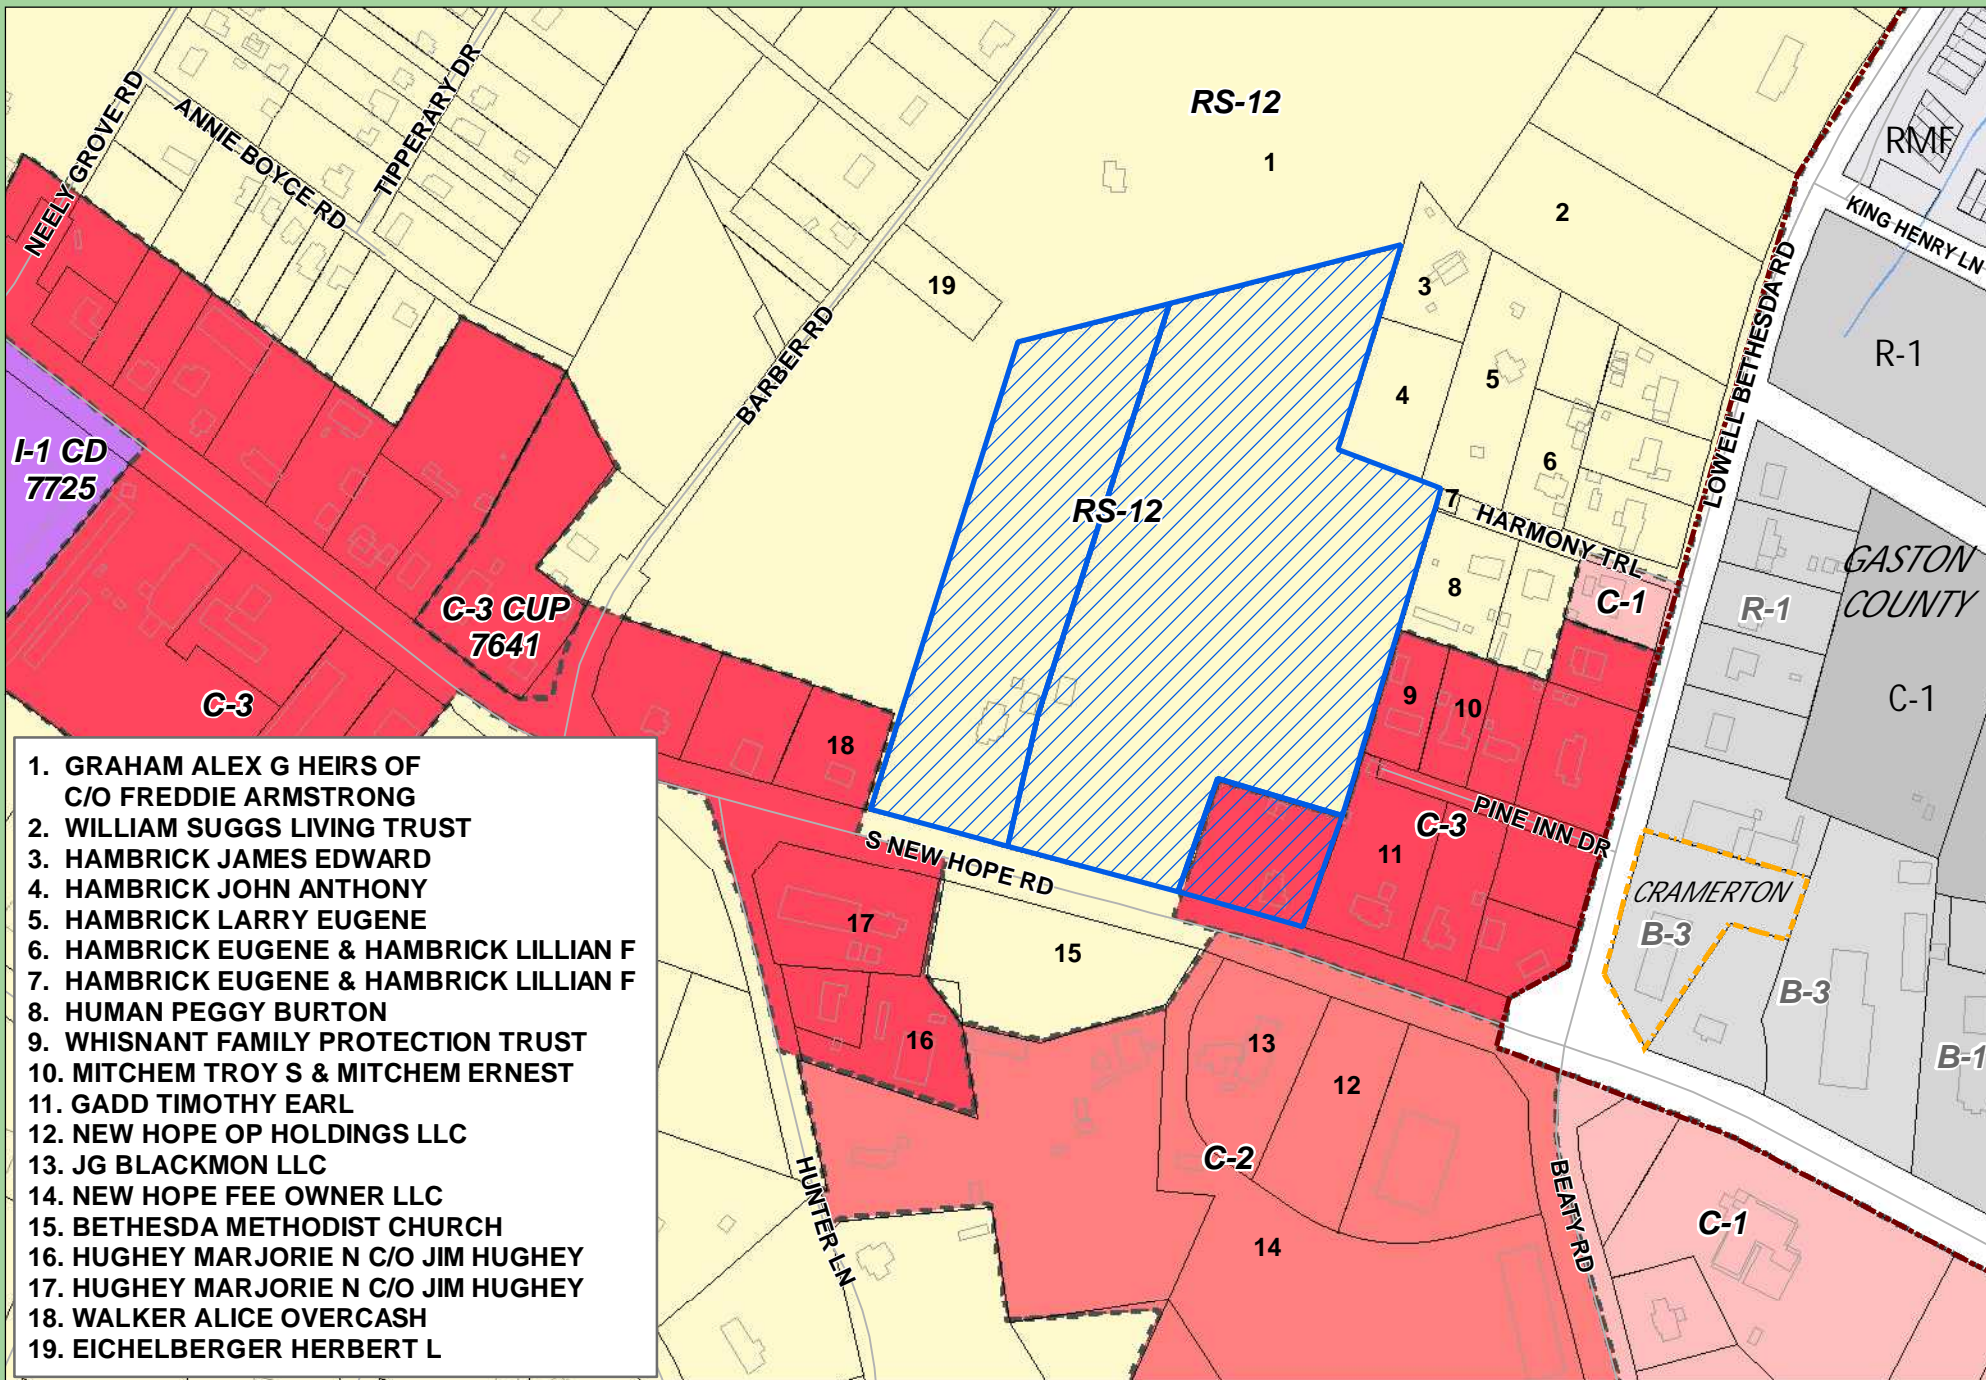 RS-12
1
RMF
NEELY GROVE RD
ANNIE BOYCE RD
TIPPERARY DR
2
KING HENRY LN
19
3
BARBER RD
LOWELL BETHESDA RD
R-1
4
5
6
I-1 CD
7725
RS-12
7
HARMONY TRL
GASTON
COUNTY
8
C-1
R-1
C-3 CUP
7641
C-3
9
10
C-1
18
PINE INN DR
C-3
11
S NEW HOPE RD
CRAMERTON
B-3
17
15
B-3
16
13
12
B-1
C-2
HUNTER LN
BEATY RD
C-1
14
1. GRAHAM ALEX G HEIRS OF
C/O FREDDIE ARMSTRONG
2. WILLIAM SUGGS LIVING TRUST
3. HAMBRICK JAMES EDWARD
4. HAMBRICK JOHN ANTHONY
5. HAMBRICK LARRY EUGENE
6. HAMBRICK EUGENE & HAMBRICK LILLIAN F
7. HAMBRICK EUGENE & HAMBRICK LILLIAN F
8. HUMAN PEGGY BURTON
9. WHISNANT FAMILY PROTECTION TRUST
10. MITCHEM TROY S & MITCHEM ERNEST
11. GADD TIMOTHY EARL
12. NEW HOPE OP HOLDINGS LLC
13. JG BLACKMON LLC
14. NEW HOPE FEE OWNER LLC
15. BETHESDA METHODIST CHURCH
16. HUGHEY MARJORIE N C/O JIM HUGHEY
17. HUGHEY MARJORIE N C/O JIM HUGHEY
18. WALKER ALICE OVERCASH
19. EICHELBERGER HERBERT L